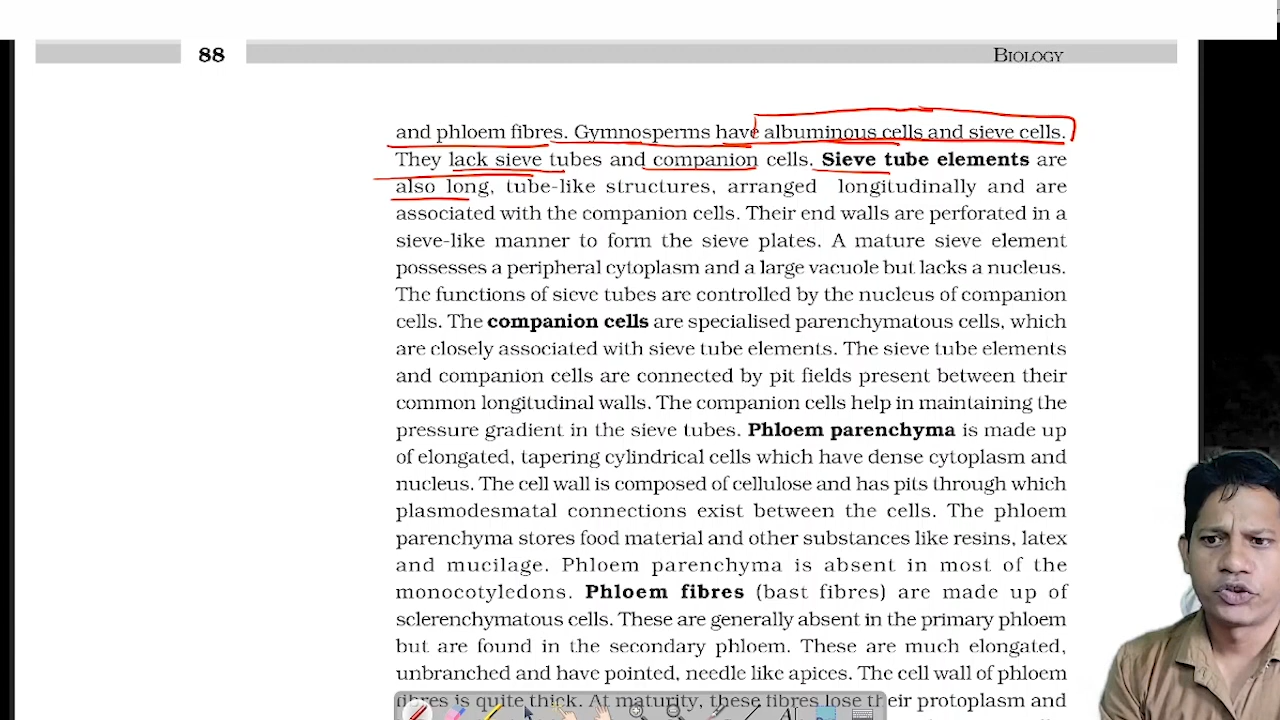 88
BIOLOGY
and phloem fibres. Gymnosperms have albuminous cells and sieve cells.
They lack sieve tubes and companion cells. Sieve tube elements are
also long, tube-like structures, arranged longitudinally and are
associated with the companion cells. Their end walls are perforated in a
sieve-like manner to form the sieve plates. A mature sieve element
possesses a peripheral cytoplasm and a large vacuole but lacks a nucleus.
The functions of sieve tubes are controlled by the nucleus of companion
cells. The companion cells are specialised parenchymatous cells, which
are closely associated with sieve tube elements. The sieve tube elements
and companion cells are connected by pit fields present between their
common longitudinal walls. The companion cells help in maintaining the
pressure gradient in the sieve tubes. Phloem parenchyma is made up
of elongated, tapering cylindrical cells which have dense cytoplasm and
nucleus. The cell wall is composed of cellulose and has pits through which
plasmodesmatal connections exist between the cells. The phloem
parenchyma stores food material and other substances like resins, latex
and mucilage. Phloem parenchyma is absent in most of the
monocotyledons. Phloem fibres (bast fibres) are made up of
sclerenchymatous cells. These are generally absent in the primary phloem
but are found in the secondary phloem. These are much elongated,
unbranched and have pointed, needle like apices. The cell wall of phloem
fibres is quite thick. At maturity, these fibres lose their protoplasm and